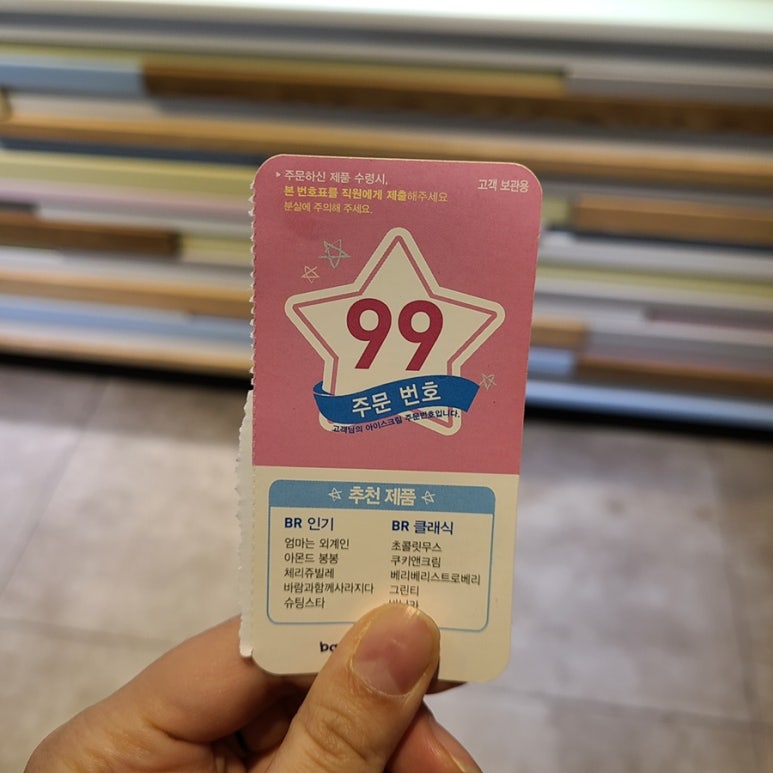 ▸ 주문하신 제품 수령시,
본 번호표를 직원에게 제출해주세요
분실에 주의해 주세요.
고객 보관용
99
주문 번호
고객님의 아이스크림 주문번호입니다.
추천 제품
BR 인기
엄마는 외계인
아몬드 봉봉
체리쥬빌레
바람과함께사라지다
슈팅스타
BR 클래식
초콜릿무스
쿠키앤크림
베리베리스트로베리
그린티